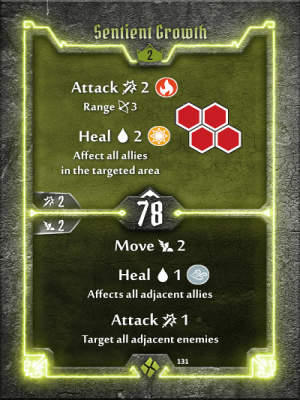 Sentient Growth
2
Attack 2
Range 3
Heal 2
Affect all allies
in the targeted area
2
78
2
Move 2
Heal 1
Affects all adjacent allies
Attack 1
Target all adjacent enemies
131